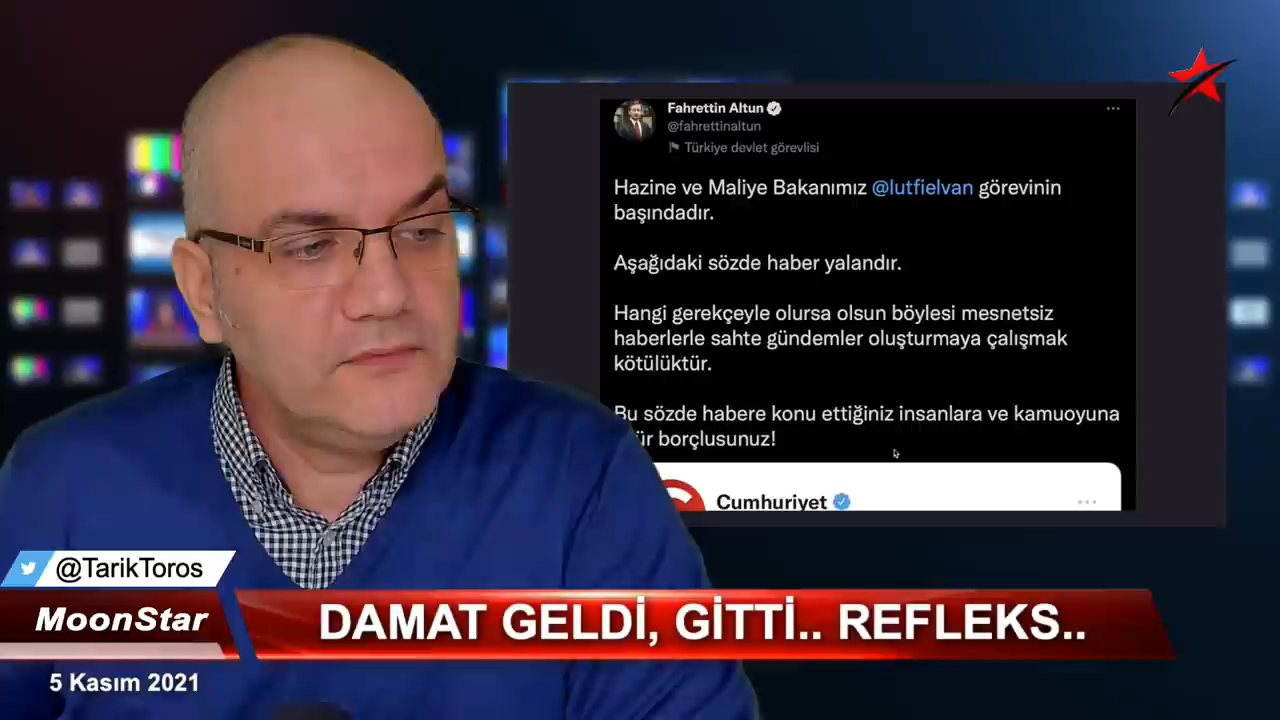 Fahrettin Altun
@fahrettinaltun
Türkiye devlet görevlisi
Hazine ve Maliye Bakanımız @lutfielvan görevinin
başındadır.
Aşağıdaki sözde haber yalandır.
Hangi gerekçeyle olursa olsun böylesi mesnetsiz
haberlerle sahte gündemler oluşturmaya çalışmak
kötülüktür.
Bu sözde habere konu ettiğiniz insanlara ve kamuoyuna
borçlusunuz!
Cumhuriyet
@TarikToros
MoonStar
DAMAT GELDİ, GİTTİ.. REFLEKS..
5 Kasım 2021